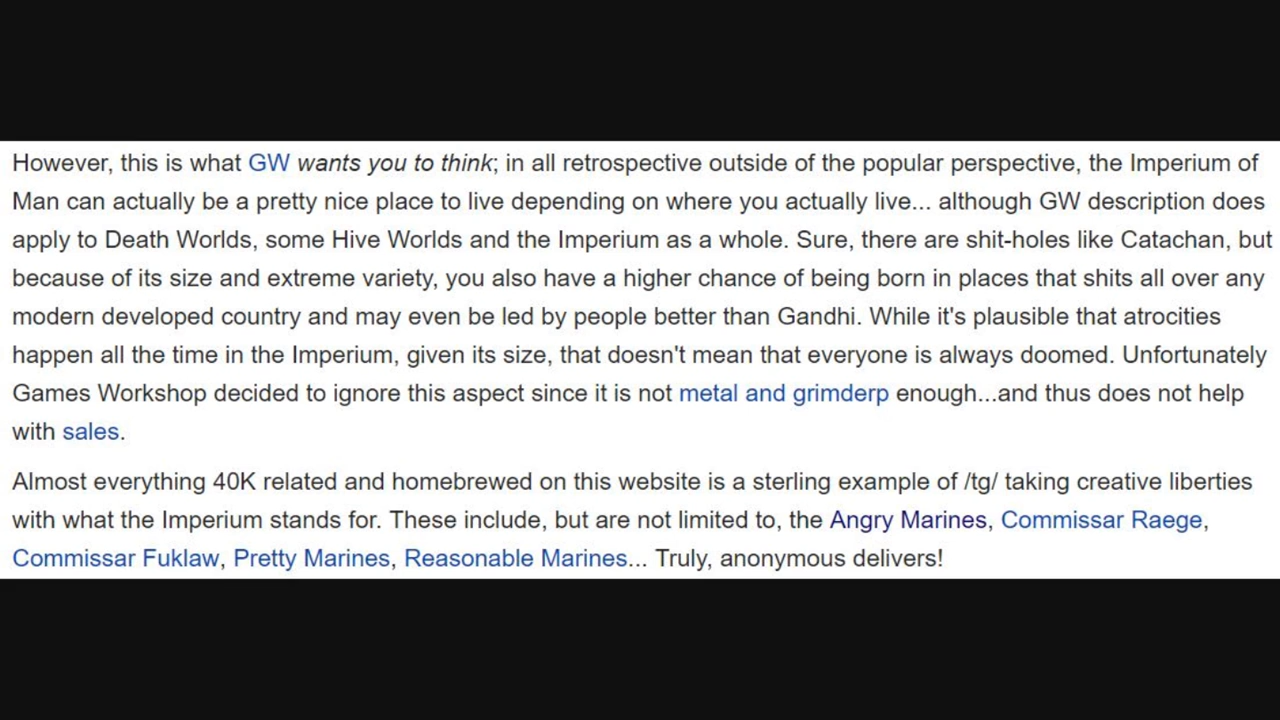 However, this is what GW wants you to think; in all retrospective outside of the popular perspective, the Imperium of
Man can actually be a pretty nice place to live depending on where you actually live... although GW description does
apply to Death Worlds, some Hive Worlds and the Imperium as a whole. Sure, there are shit-holes like Catachan, but
because of its size and extreme variety, you also have a higher chance of being born in places that shits all over any
modern developed country and may even be led by people better than Gandhi. While it's plausible that atrocities
happen all the time in the Imperium, given its size, that doesn't mean that everyone is always doomed. Unfortunately
Games Workshop decided to ignore this aspect since it is not metal and grimderp enough...and thus does not help
with sales.
Almost everything 40K related and homebrewed on this website is a sterling example of /tg/ taking creative liberties
with what the Imperium stands for. These include, but are not limited to, the Angry Marines, Commissar Raege,
Commissar Fuklaw, Pretty Marines, Reasonable Marines... Truly, anonymous delivers!